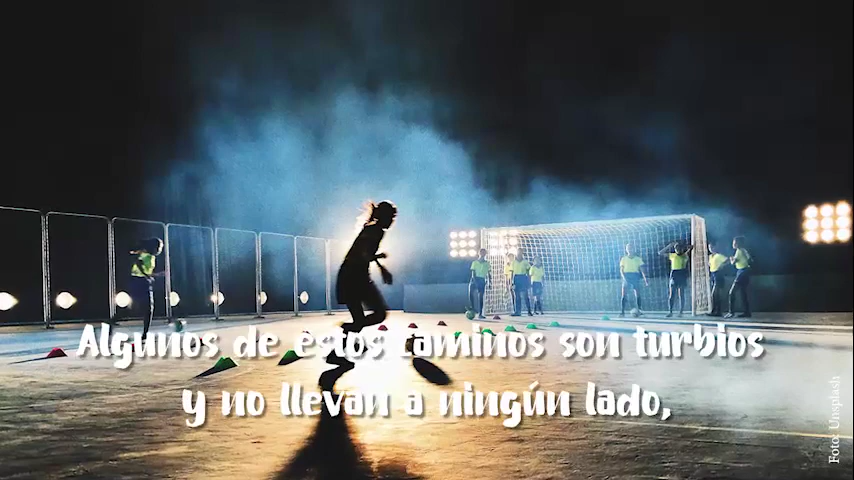 Algunos de estos caminos son turbios
y no llevan a ningún lado,
Foto: Unsplash